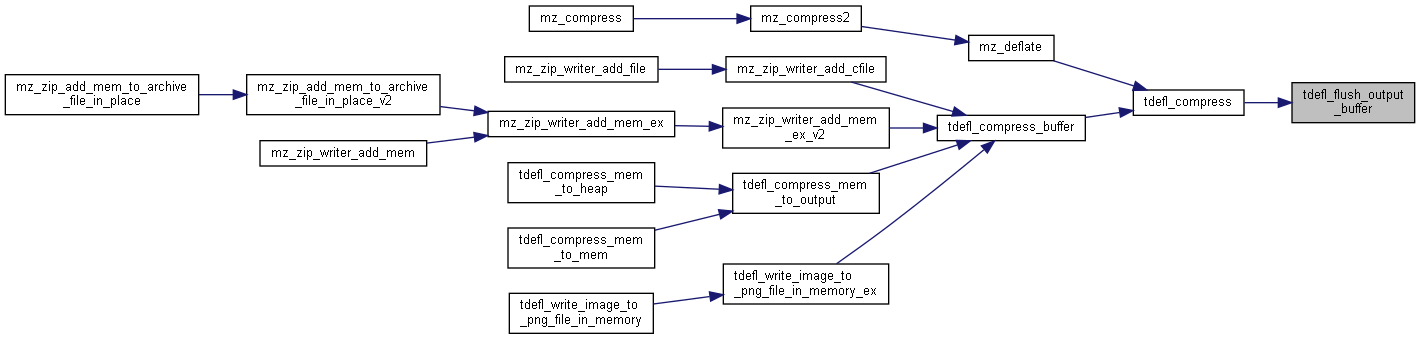 mz_compress
mz_compress2
mz_deflate
mz_zip_writer_add_file
mz_zip_writer_add_cfile
mz_zip_add_mem_to_archive
_file_in_place
mz_zip_add_mem_to_archive
_file_in_place_v2
mz_zip_writer_add_mem_ex
mz_zip_writer_add_mem
_ex_v2
tdefl_compress_buffer
tdefl_compress
tdefl_flush_output
_buffer
mz_zip_writer_add_mem
tdefl_compress_mem
_to_heap
tdefl_compress_mem
_to_output
tdefl_compress_mem
_to_mem
tdefl_write_image_to
_png_file_in_memory_ex
tdefl_write_image_to
_png_file_in_memory